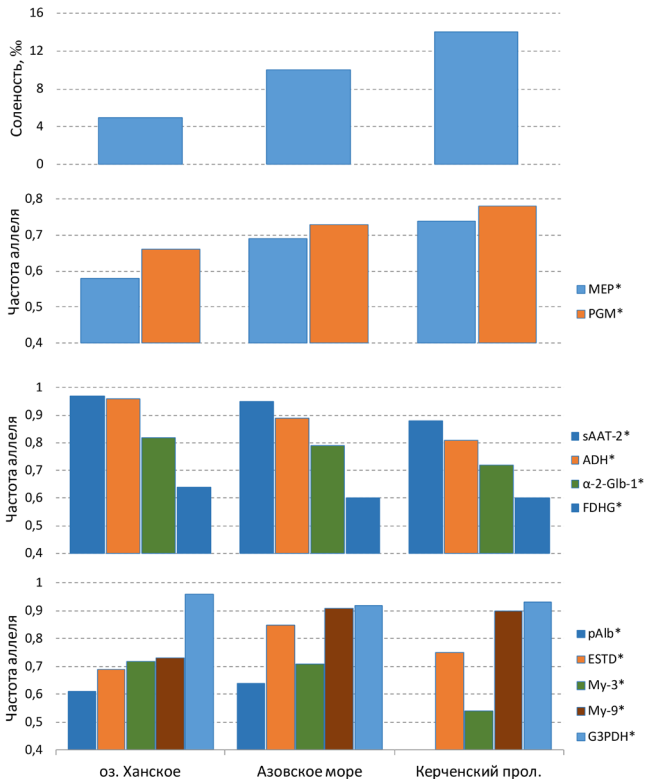 16
12
8
4
0
Соленость, ‰
0,8
0,7
0,6
0,5
0,4
Частота аллеля
MEP*
PGM*
1
0,9
0,8
0,7
0,6
0,5
0,4
Частота аллеля
sAAT-2*
ADH*
α-2-Glb-1*
FDHG*
1
0,9
0,8
0,7
0,6
0,5
0,4
Частота аллеля
pAlb*
ESTD*
My-3*
My-9*
G3PDH*
оз. Ханское
Азовское море
Керченский прол.